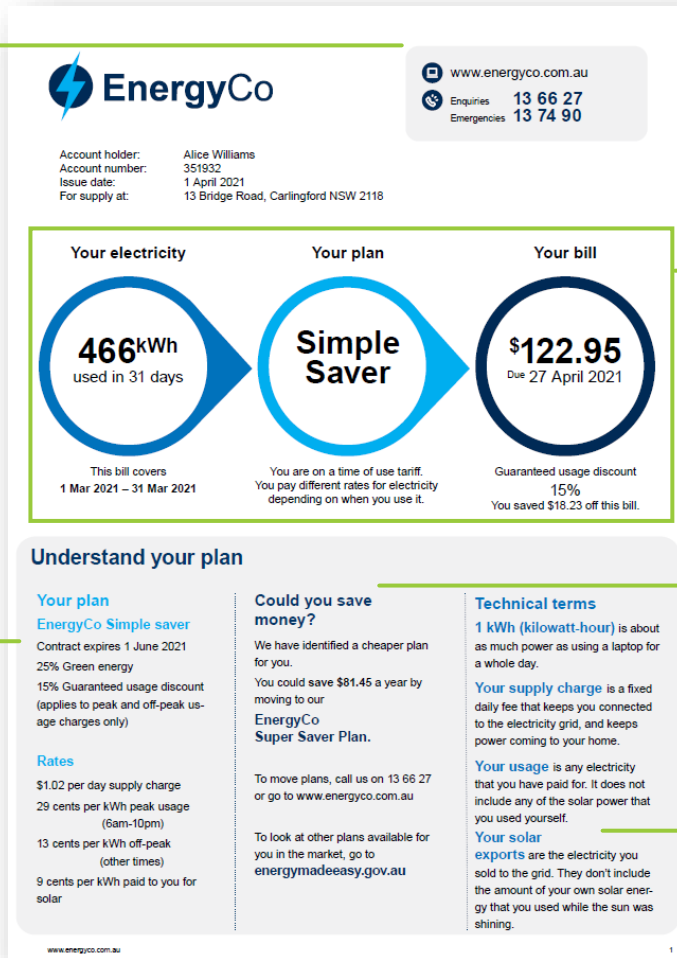 EnergyCo
www.energyco.com.au
Enquiries 13 66 27
Emergencies 13 74 90
Account holder: Alice Williams
Account number: 351932
Issue date: 1 April 2021
For supply at: 13 Bridge Road, Carlingford NSW 2118
Your electricity
466kWh
used in 31 days
This bill covers
1 Mar 2021 – 31 Mar 2021
Your plan
Simple
Saver
You are on a time of use tariff.
You pay different rates for electricity
depending on when you use it.
Your bill
$122.95
Due 27 April 2021
Guaranteed usage discount
15%
You saved $18.23 off this bill.
Understand your plan
Your plan
EnergyCo Simple saver
Contract expires 1 June 2021
25% Green energy
15% Guaranteed usage discount
(applies to peak and off-peak us-
age charges only)
Rates
$1.02 per day supply charge
29 cents per kWh peak usage
(6am-10pm)
13 cents per kWh off-peak
(other times)
9 cents per kWh paid to you for
solar
Could you save
money?
We have identified a cheaper plan
for you.
You could save $81.45 a year by
moving to our
EnergyCo
Super Saver Plan.
To move plans, call us on 13 66 27
or go to www.energyco.com.au
To look at other plans available for
you in the market, go to
energymadeeasy.gov.au
Technical terms
1 kWh (kilowatt-hour) is about
as much power as using a laptop for
a whole day.
Your supply charge is a fixed
daily fee that keeps you connected
to the electricity grid, and keeps
power coming to your home.
Your usage is any electricity
that you have paid for. It does not
include any of the solar power that
you used yourself.
Your solar
exports are the electricity you
sold to the grid. They don't include
the amount of your own solar ener-
gy that you used while the sun was
shining.
www.energyco.com.au
1